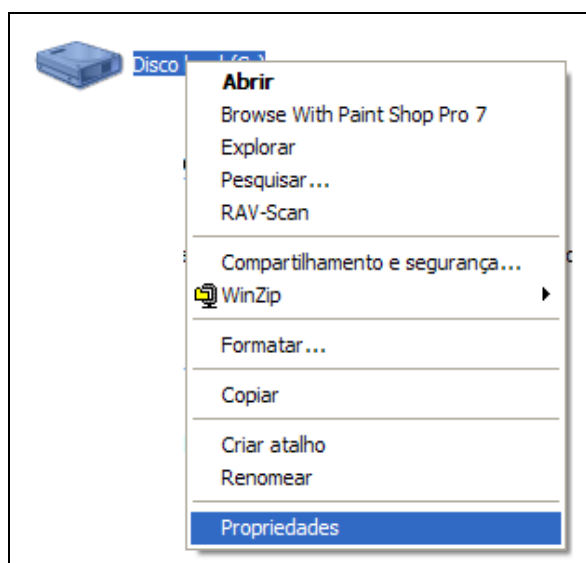 Disco
Abrir
Browse With Paint Shop Pro 7
Explorar
Pesquisar...
RAV-Scan
Compartilhamento e segurança...
WinZip
Formatar...
Copiar
Criar atalho
Renomear
Propriedades